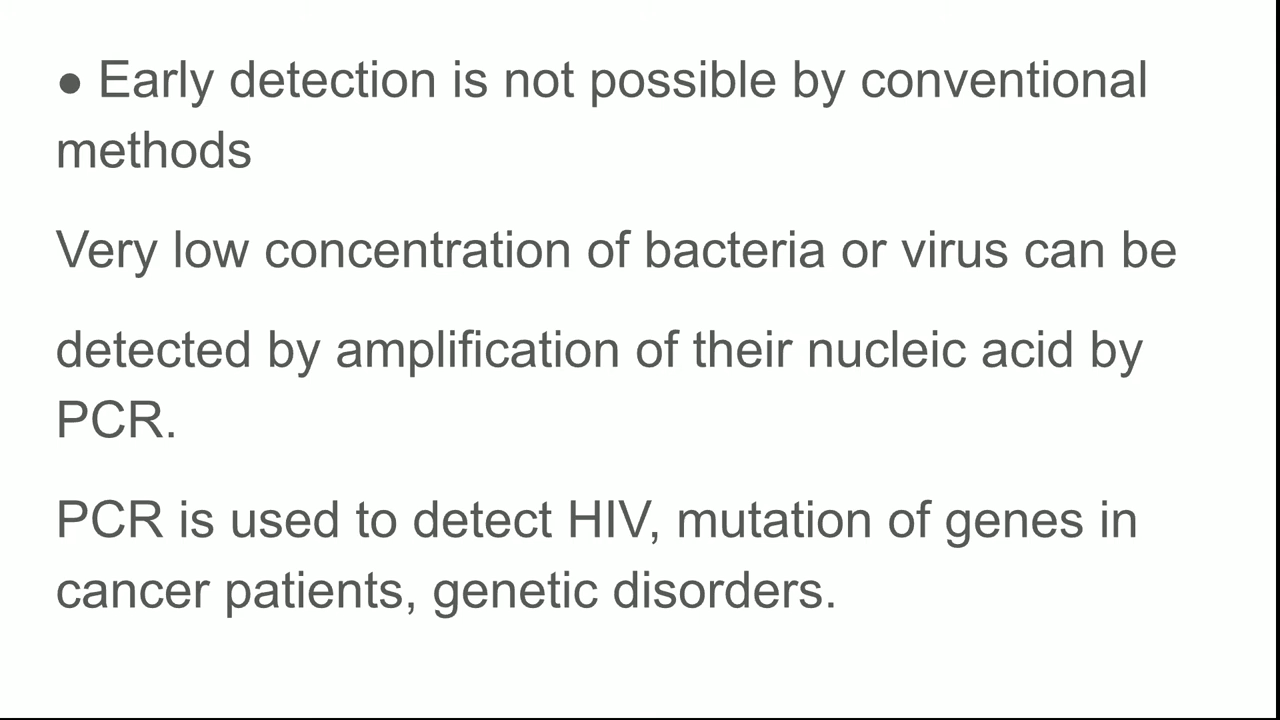 ● Early detection is not possible by conventional
methods
Very low concentration of bacteria or virus can be
detected by amplification of their nucleic acid by
PCR.
PCR is used to detect HIV, mutation of genes in
cancer patients, genetic disorders.